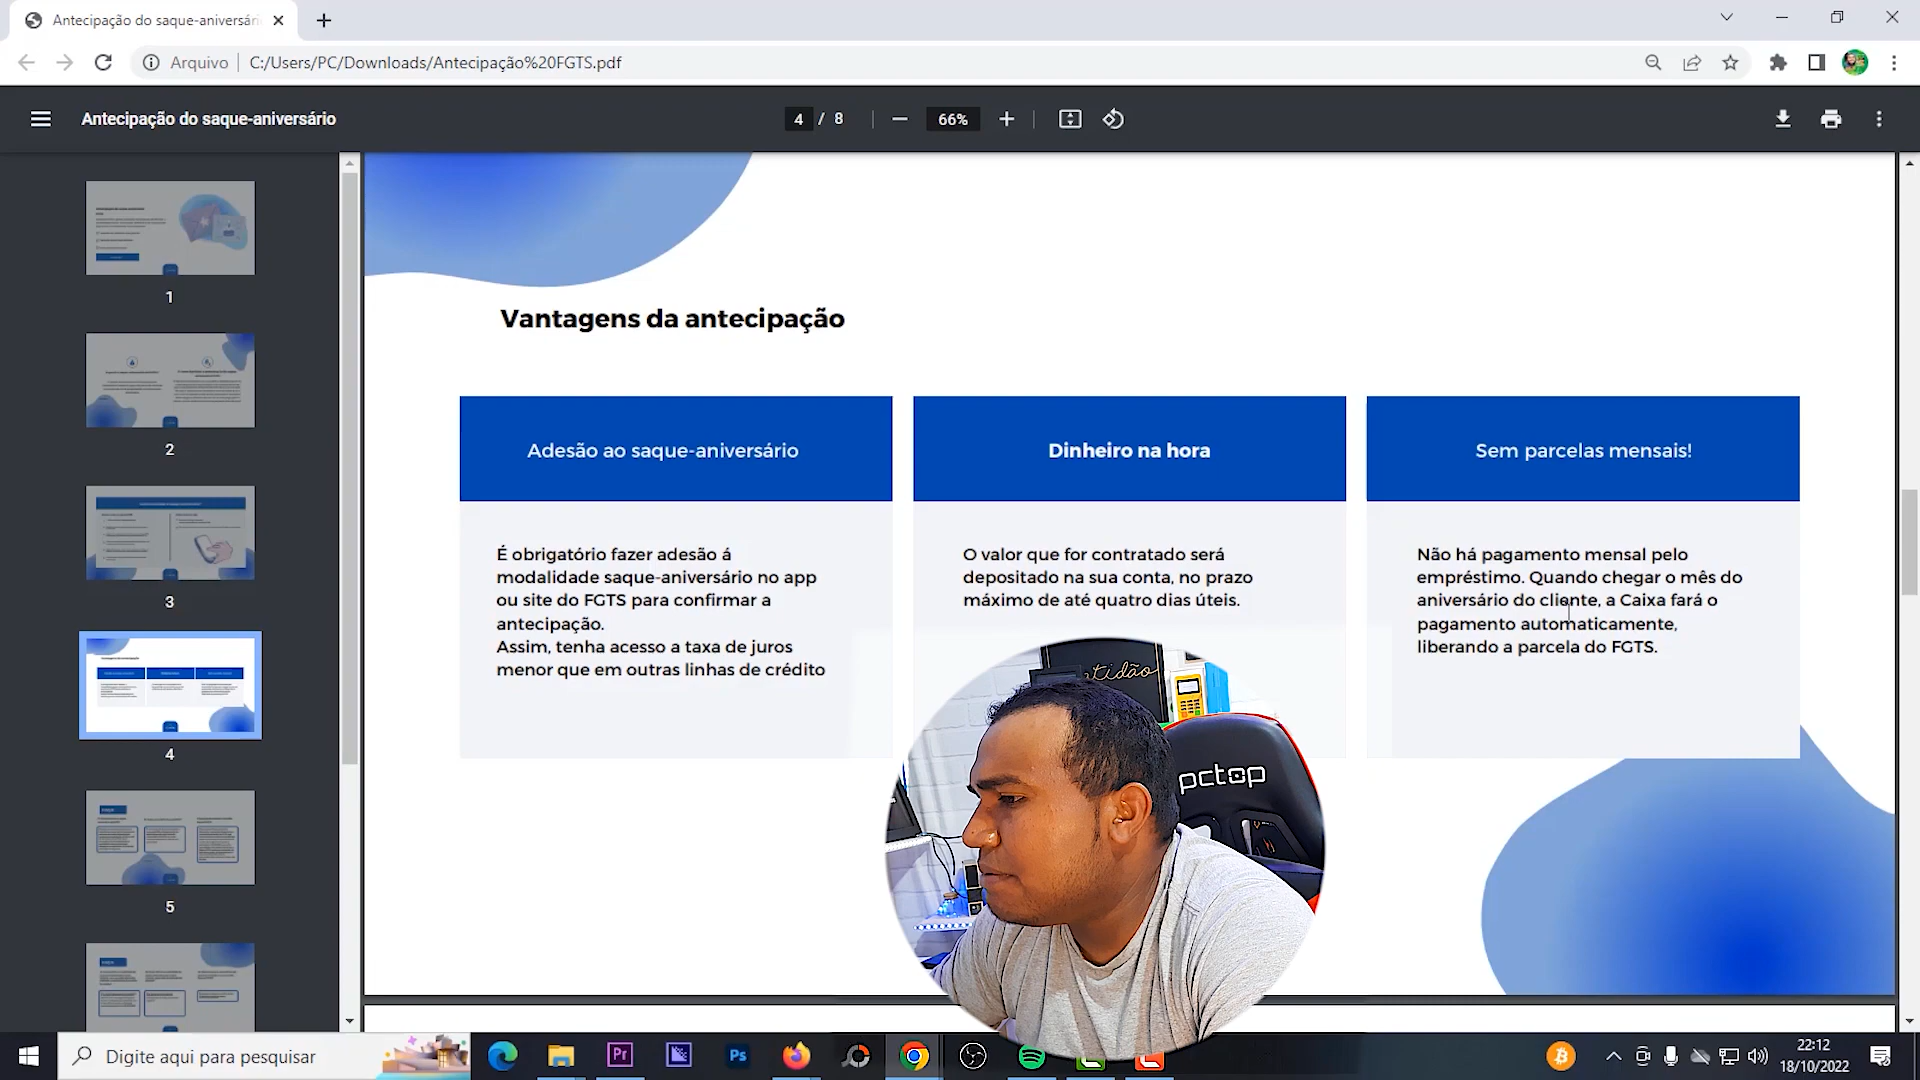 Antecipação do saque-aniversári
Arquivo
C:/Users/PC/Downloads/Antecipação%20FGTS.pdf
Antecipação do saque-aniversário
4 / 8
66%
1
2
3
4
5
Vantagens da antecipação
Adesão ao saque-aniversário
É obrigatório fazer adesão á
modalidade saque-aniversário no app
ou site do FGTS para confirmar a
antecipação.
Assim, tenha acesso a taxa de juros
menor que em outras linhas de crédito
Dinheiro na hora
O valor que for contratado será
depositado na sua conta, no prazo
máximo de até quatro dias úteis.
Sem parcelas mensais!
Não há pagamento mensal pelo
empréstimo. Quando chegar o mês do
aniversário do cliente, a Caixa fará o
pagamento automaticamente,
liberando a parcela do FGTS.
atidão
pctop
Digite aqui para pesquisar
Pr
Ps
22:12
18/10/2022